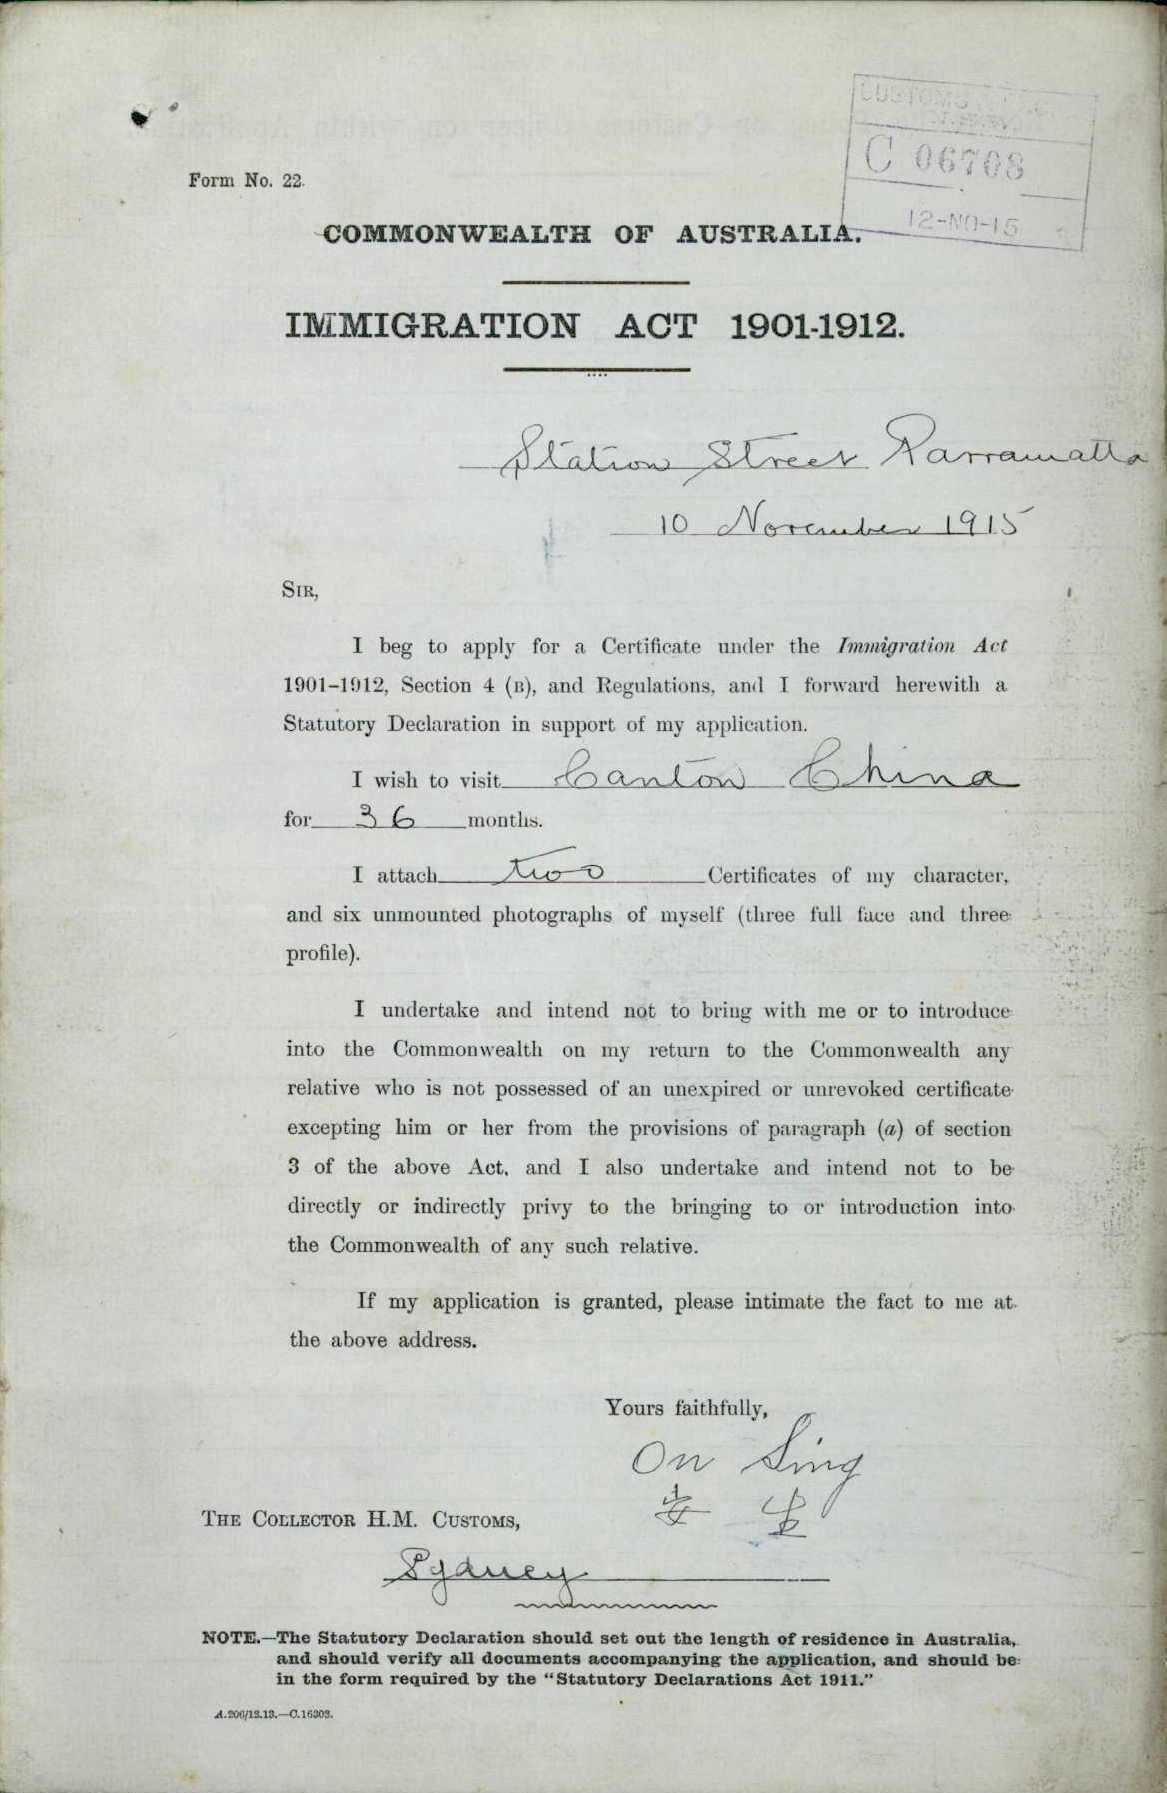 CUSTOMS
C 06708
12-NO-15
Form No. 22.
COMMONWEALTH OF AUSTRALIA.
IMMIGRATION ACT 1901-1912.
Station Street Parramatta
10 November 1915
SIR,
I beg to apply for a Certificate under the Immigration Act
1901–1912, Section 4 (B), and Regulations, and I forward herewith a
Statutory Declaration in support of my application.
I wish to visit Canton China
for 36 months.
I attach two Certificates of my character,
and six unmounted photographs of myself (three full face and three
profile).
I undertake and intend not to bring with me or to introduce
into the Commonwealth on my return to the Commonwealth any
relative who is not possessed of an unexpired or unrevoked certificate
excepting him or her from the provisions of paragraph (a) of section
3 of the above Act, and I also undertake and intend not to be
directly or indirectly privy to the bringing to or introduction into
the Commonwealth of any such relative.
If my application is granted, please intimate the fact to me at
the above address.
Yours faithfully,
On Sing
安 生
THE COLLECTOR H.M. CUSTOMS,
Sydney
NOTE.—The Statutory Declaration should set out the length of residence in Australia,
and should verify all documents accompanying the application, and should be
in the form required by the "Statutory Declarations Act 1911."
A.206/13.13.—C.16303.